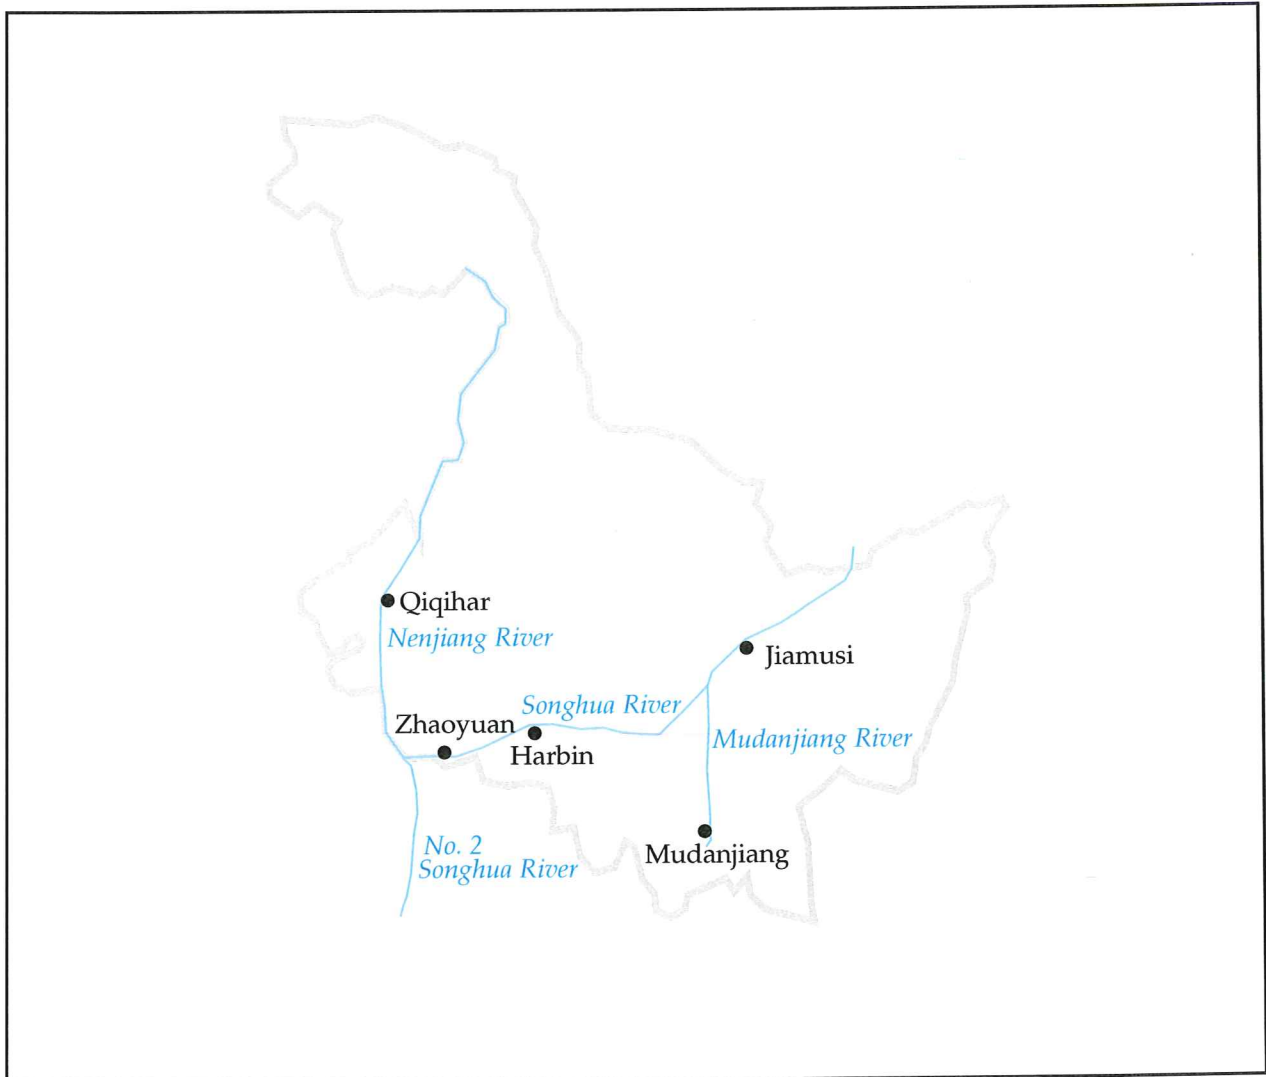 Qiqihar
Nenjiang River
Jiamusi
Songhua River
Zhaoyuan
Harbin
Mudanjiang River
No. 2
Songhua River
Mudanjiang